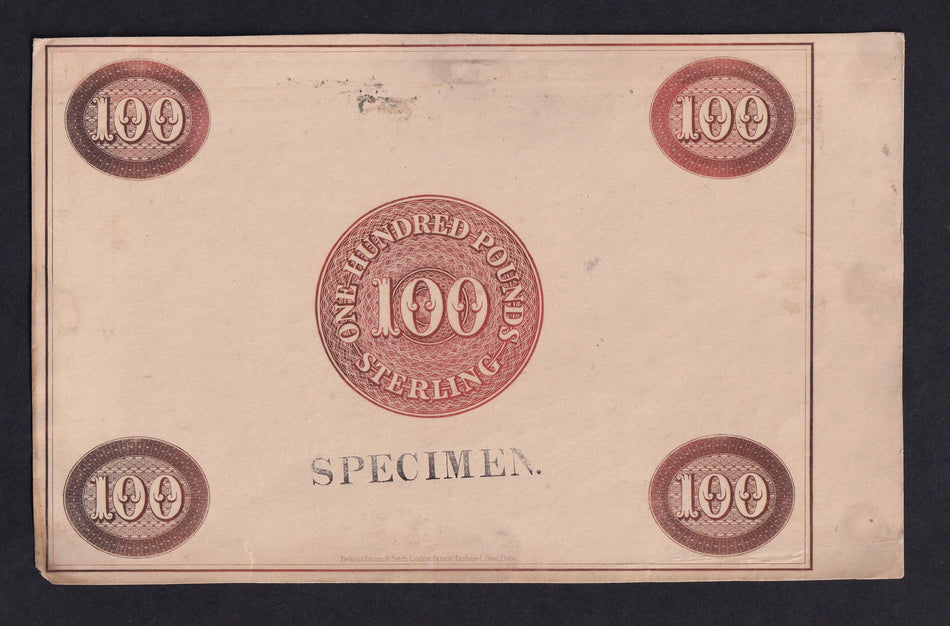 100
100
ONE HUNDRED POUNDS
100
STERLING
SPECIMEN.
100
100
Perkins Bacon & Petch London Patent Hardened Steel Plate.